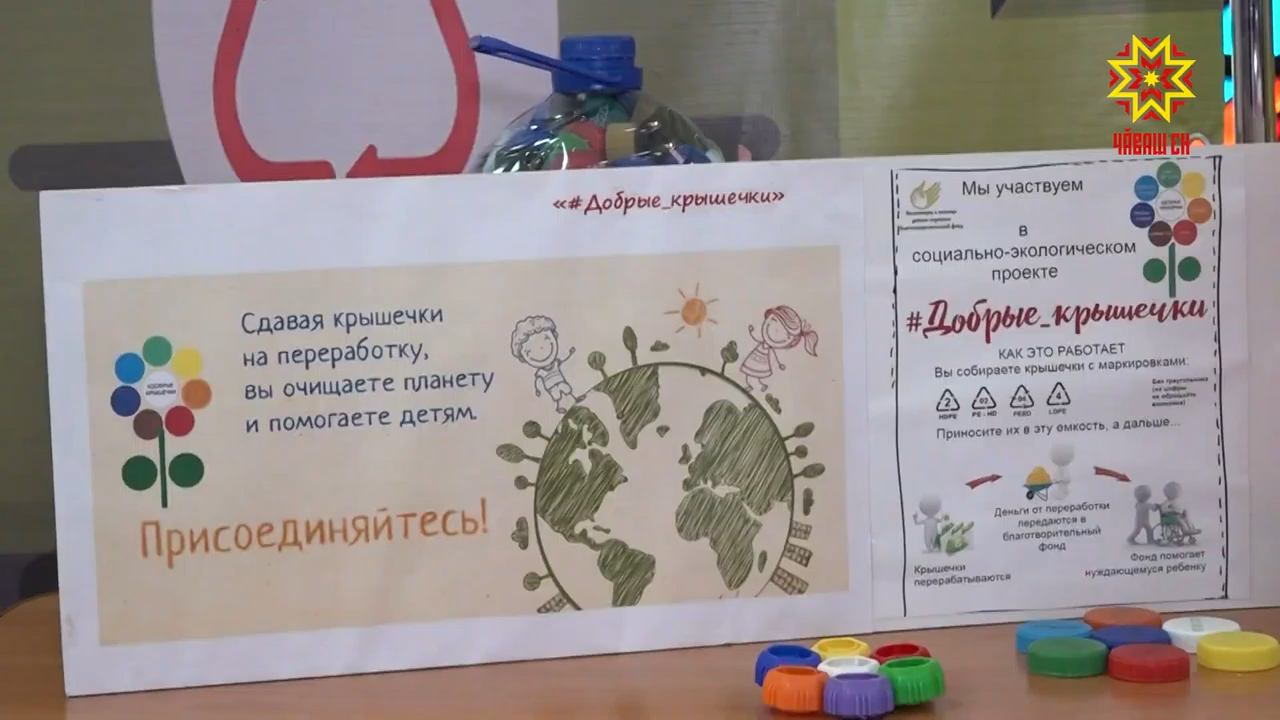 ЧӐВАШ ЕН
«#Добрые_крышечки»
Сдавая крышечки
на переработку,
вы очищаете планету
и помогаете детям.
Присоединяйтесь!
Мы участвуем
в
социально-экологическом
проекте
#Добрые_крышечки
КАК ЭТО РАБОТАЕТ
Вы собираете крышечки с маркировками:
2 02 04 4
HDPE PE-HD PEBD LDPE
Приносите их в эту емкость, а дальше...
Крышечки
перерабатываются
Деньги от переработки
передаются в
благотворительный
фонд
Фонд помогает
нуждающемуся ребенку